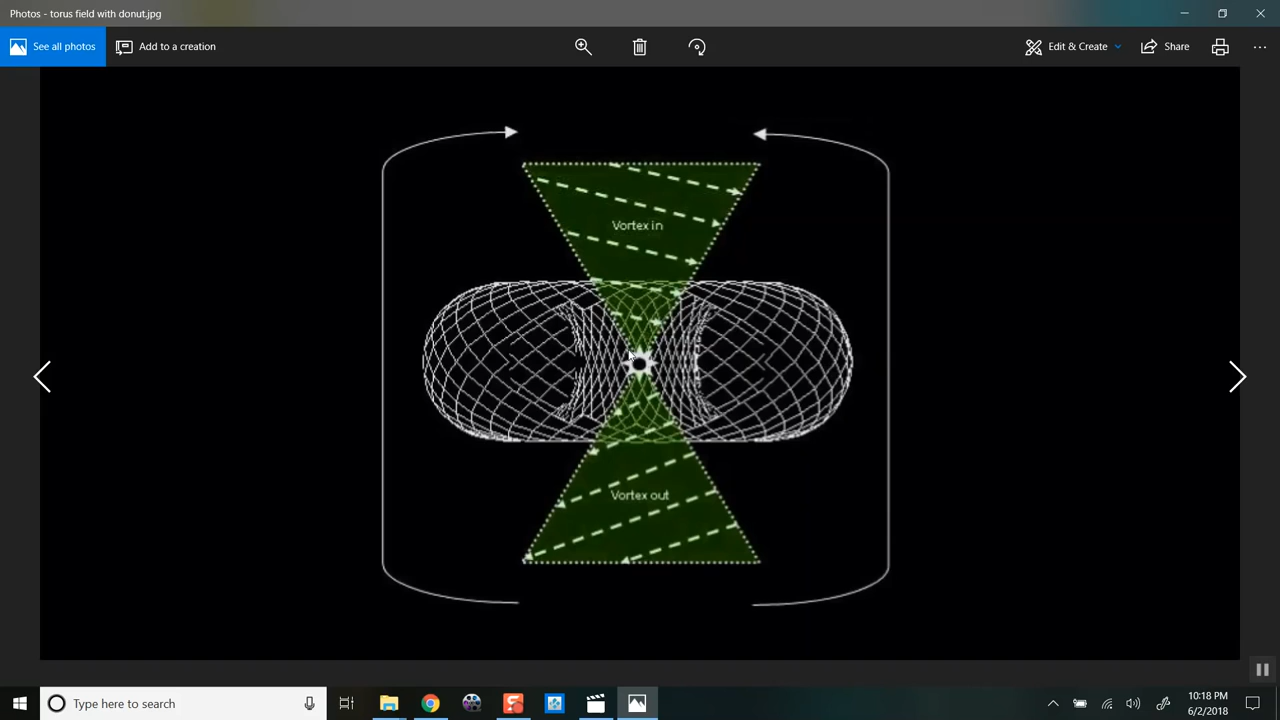 Photos - torus field with donut.jpg
See all photos
Add to a creation
Edit & Create
Share
Vortex in
Vortex out
Type here to search
10:18 PM
6/2/2018